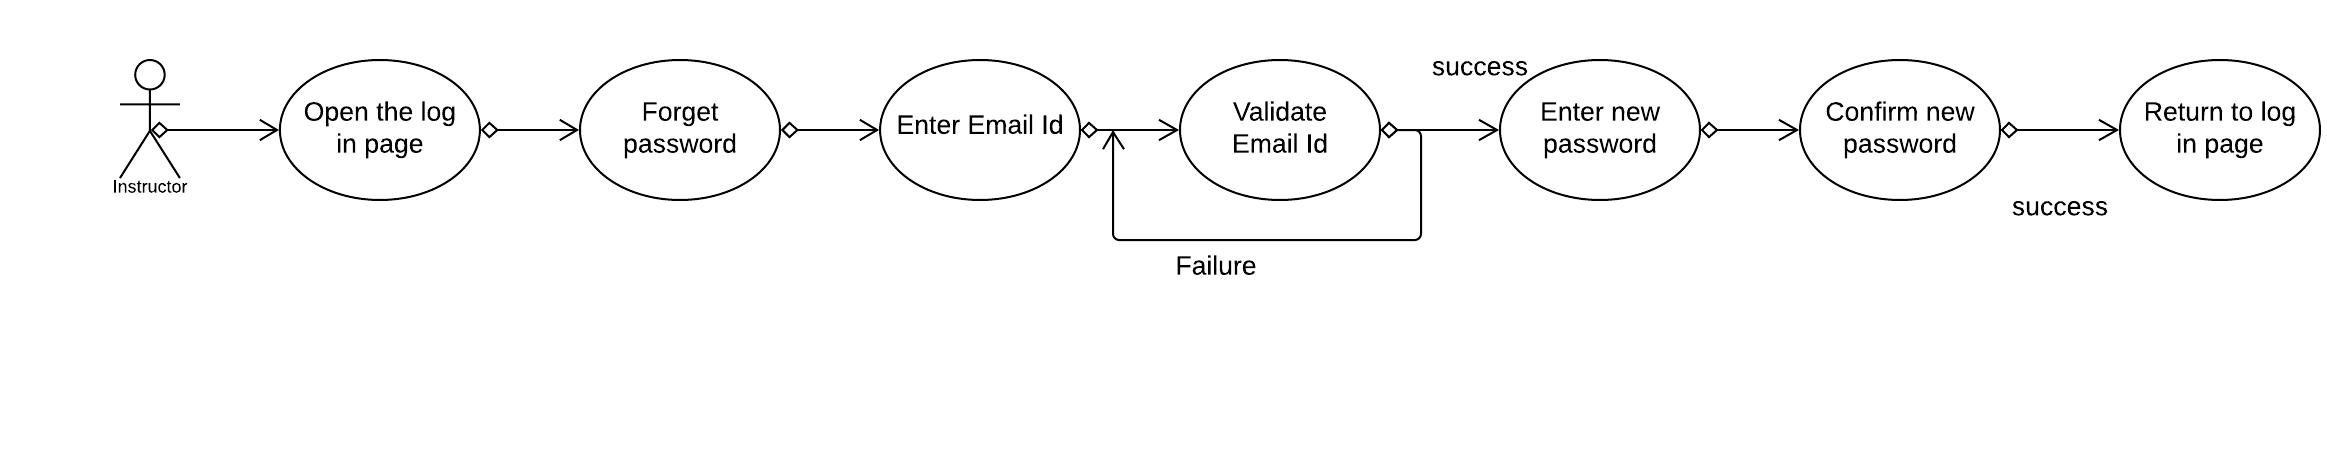 Instructor
Open the log
in page
Forget
password
Enter Email Id
Validate
Email Id
success
Failure
Enter new
password
Confirm new
password
success
Return to log
in page